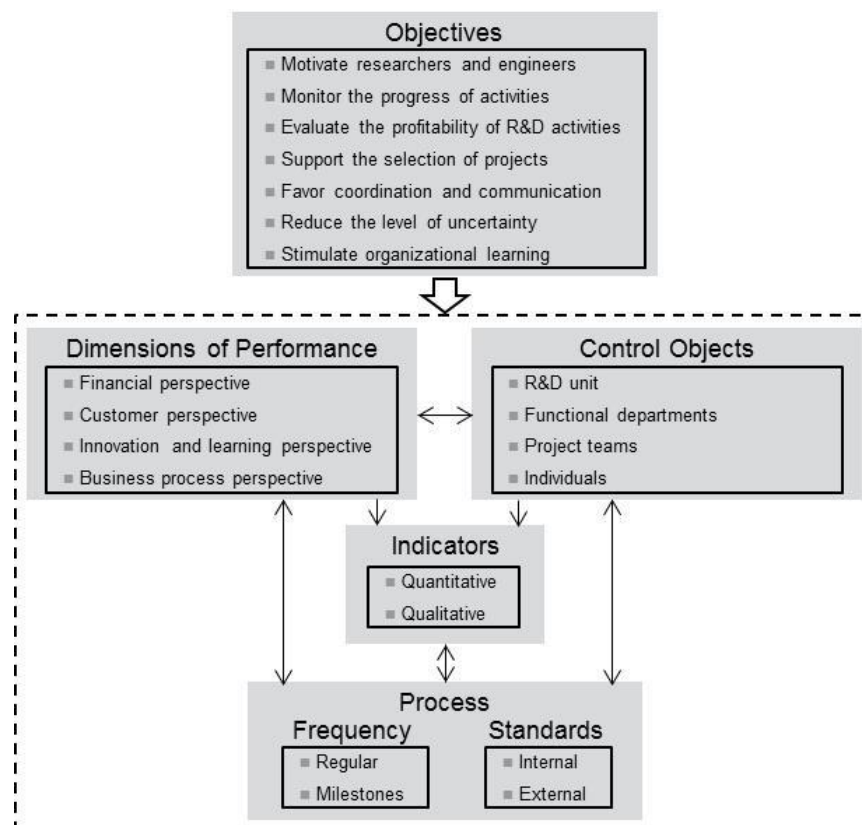 Objectives
Motivate researchers and engineers
Monitor the progress of activities
Evaluate the profitability of R&D activities
Support the selection of projects
Favor coordination and communication
Reduce the level of uncertainty
Stimulate organizational learning
Dimensions of Performance
Financial perspective
Customer perspective
Innovation and learning perspective
Business process perspective
Control Objects
R&D unit
Functional departments
Project teams
Individuals
Indicators
Quantitative
Qualitative
Process
Frequency
Regular
Milestones
Standards
Internal
External